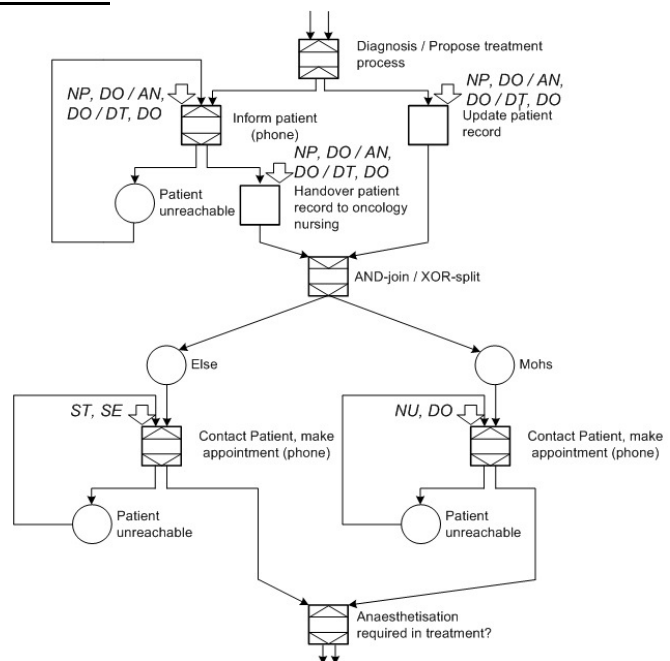 Diagnosis / Propose treatment
process
NP, DO / AN,
DO / DT, DO
Inform patient
(phone)
NP, DO / AN,
DO / DT, DO
Update patient
record
NP, DO / AN,
DO / DT, DO
Handover patient
record to oncology
nursing
Patient
unreachable
AND-join / XOR-split
Else
Mohs
ST, SE
Contact Patient, make
appointment (phone)
NU, DO
Contact Patient, make
appointment (phone)
Patient
unreachable
Patient
unreachable
Anaesthetisation
required in treatment?